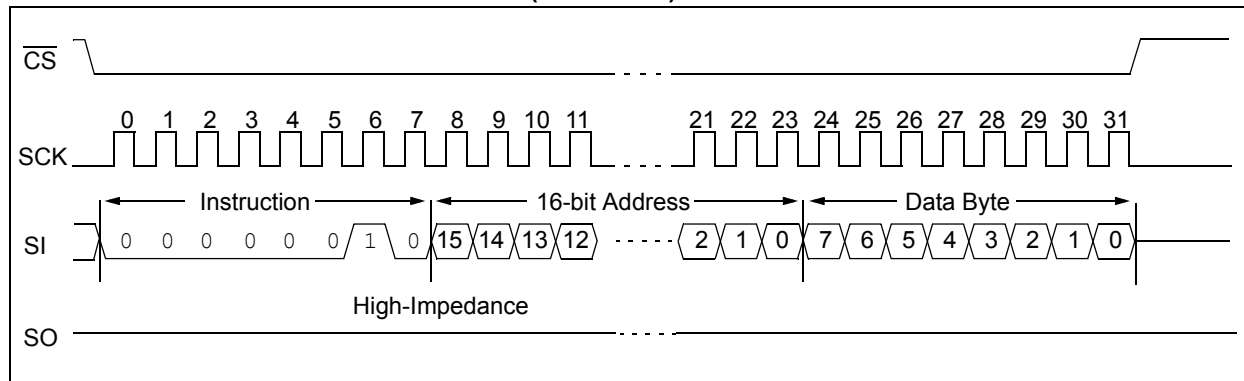 CS
0 1 2 3 4 5 6 7 8 9 10 11 21 22 23 24 25 26 27 28 29 30 31
SCK
Instruction 16-bit Address Data Byte
SI 0 0 0 0 0 0 1 0 15 14 13 12 2 1 0 7 6 5 4 3 2 1 0
High-Impedance
SO